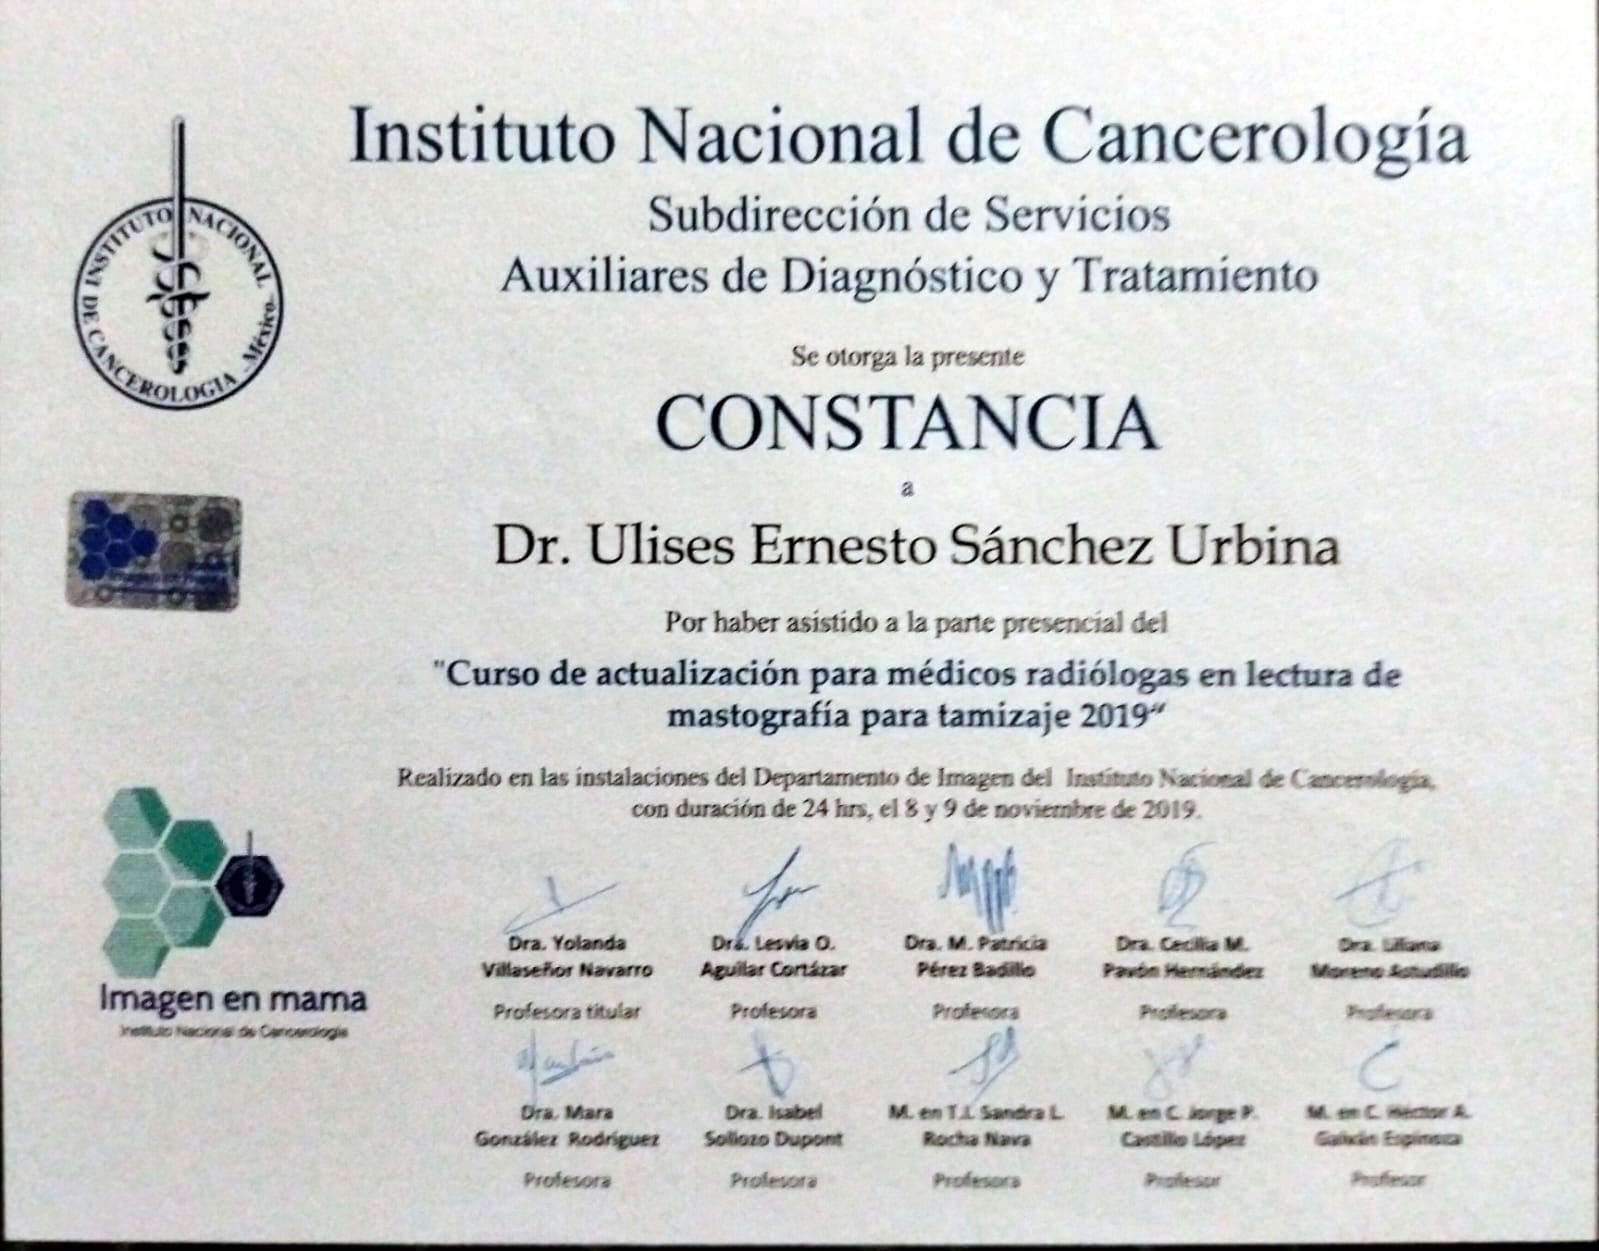 Instituto Nacional de Cancerología
Subdirección de Servicios
Auxiliares de Diagnóstico y Tratamiento
Se otorga la presente
CONSTANCIA
a
Dr. Ulises Ernesto Sánchez Urbina
Por haber asistido a la parte presencial del
"Curso de actualización para médicos radiólogas en lectura de
mastografía para tamizaje 2019“
Realizado en las instalaciones del Departamento de Imagen del Instituto Nacional de Cancerología,
con duración de 24 hrs, el 8 y 9 de noviembre de 2019.
INSTITUTO NACIONAL DE CANCEROLOGIA México
Imagen en mama
Instituto Nacional de Cancerología
Dra. Yolanda
Villaseñor Navarro
Profesora titular
Dra. Lesvia O.
Aguilar Cortázar
Profesora
Dra. M. Patricia
Pérez Badillo
Profesora
Dra. Cecilia M.
Pavón Hernández
Profesora
Dra. Liliana
Moreno Astudillo
Profesora
Dra. Mara
González Rodríguez
Profesora
Dra. Isabel
Sollozo Dupont
Profesora
M. en T.I. Sandra L.
Rocha Nava
Profesora
M. en C. Jorge P.
Castillo López
Profesor
M. en C. Héctor A.
Galván Espinoza
Profesor